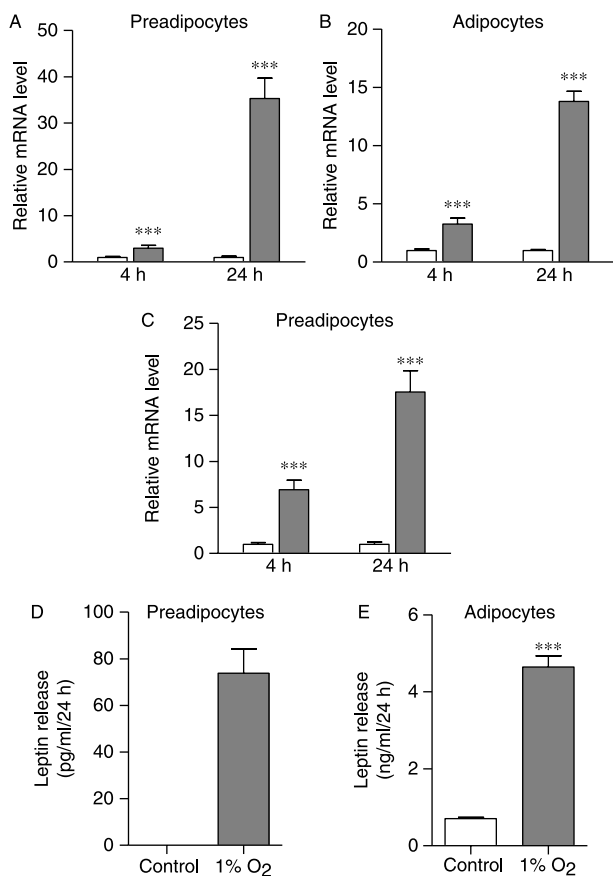 A Preadipocytes
Relative mRNA level
50
40
30
20
10
0
***
***
4 h 24 h
B Adipocytes
Relative mRNA level
20
15
10
5
0
***
***
4 h 24 h
C Preadipocytes
Relative mRNA level
25
20
15
10
5
0
***
***
4 h 24 h
D Preadipocytes
Leptin release
(pg/ml/24 h)
100
80
60
40
20
0
Control 1% O2
E Adipocytes
Leptin release
(ng/ml/24 h)
6
4
2
0
***
Control 1% O2